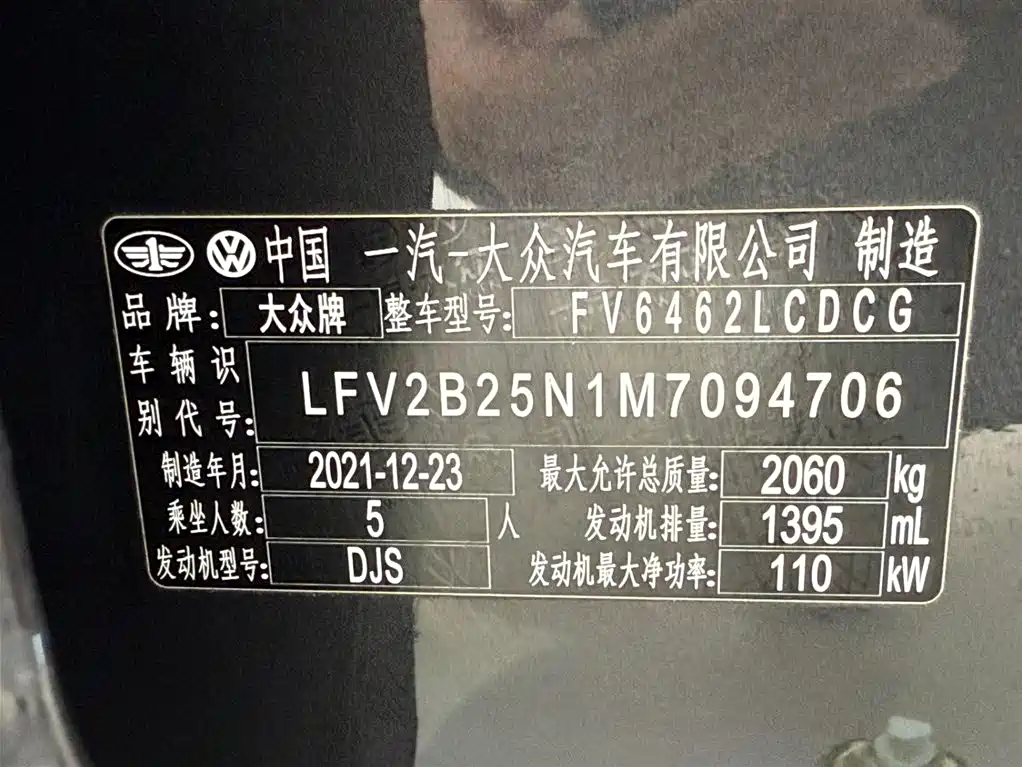 中国 一汽-大众汽车有限公司 制造
品牌: 大众牌 整车型号: FV6462LCDCG
车辆识
别代号: LFV2B25N1M7094706
制造年月: 2021-12-23 最大允许总质量: 2060 kg
乘坐人数: 5 人 发动机排量: 1395 mL
发动机型号: DJS 发动机最大净功率: 110 kW